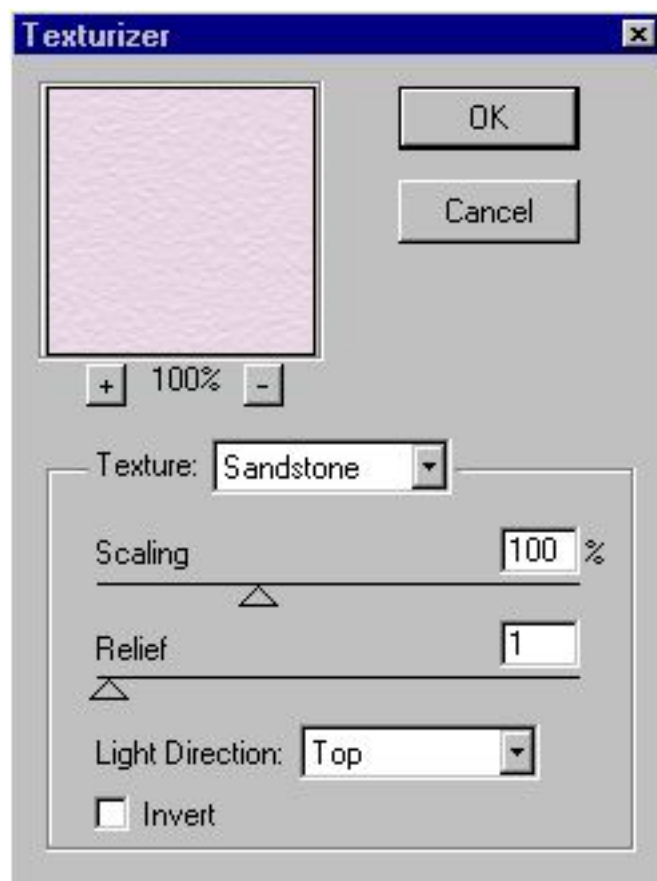 Texturizer
OK
Cancel
+ 100% -
Texture: Sandstone
Scaling 100 %
Relief 1
Light Direction: Top
Invert